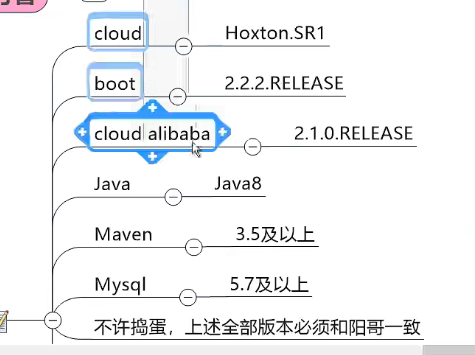 cloud Hoxton.SR1
boot 2.2.2.RELEASE
cloud alibaba 2.1.0.RELEASE
Java Java8
Maven 3.5及以上
Mysql 5.7及以上
不许捣蛋，上述全部版本必须和阳哥一致